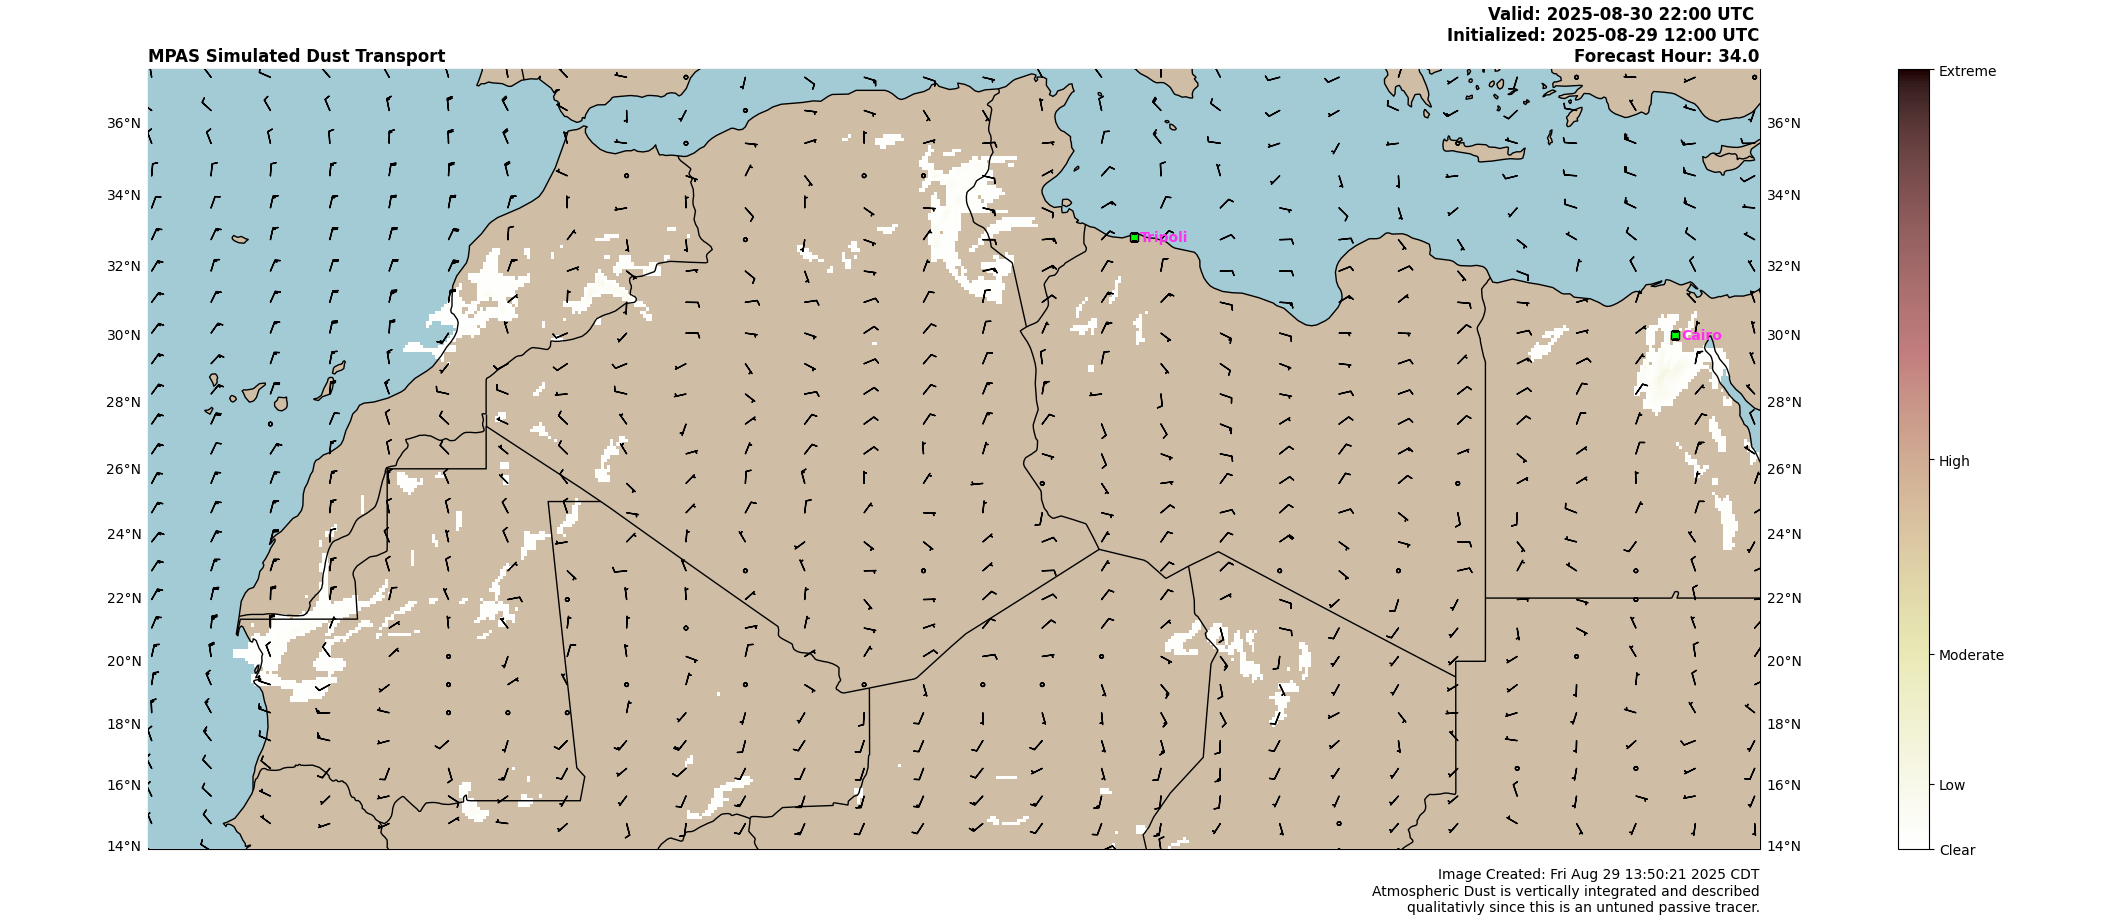 Valid: 2025-08-30 22:00 UTC
Initialized: 2025-08-29 12:00 UTC
MPAS Simulated Dust Transport
Forecast Hour: 34.0
Extreme
36°N
36°N
34°N
34°N
Tripoli
32°N
32°N
30°N
Cairo
30°N
28°N
28°N
26°N
High
26°N
24°N
24°N
22°N
22°N
20°N
Moderate
20°N
18°N
18°N
16°N
Low
16°N
14°N
14°N
Clear
Image Created: Fri Aug 29 13:50:21 2025 CDT
Atmospheric Dust is vertically integrated and described
qualitativly since this is an untuned passive tracer.